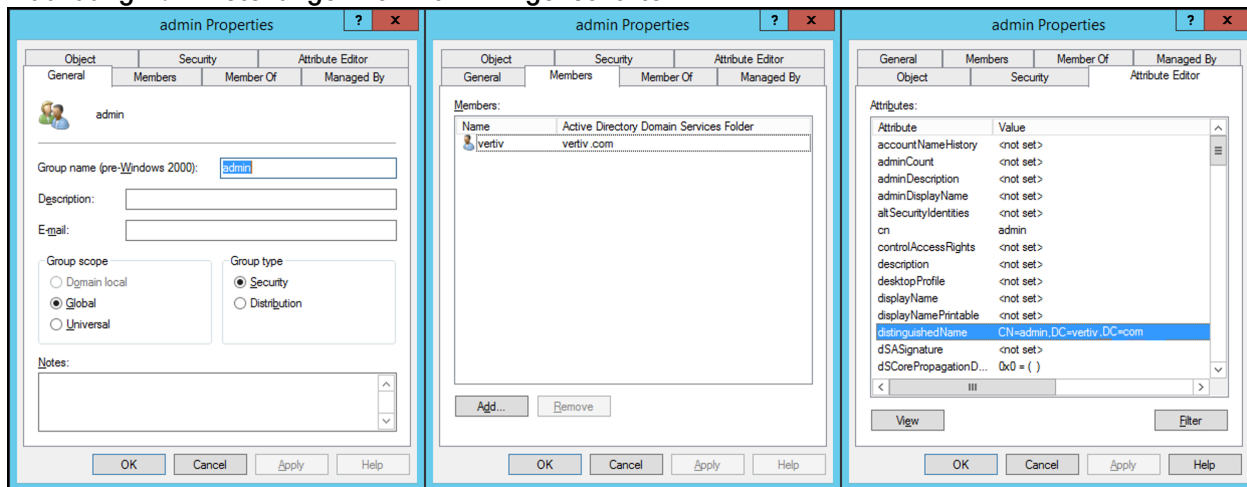 admin Properties
?
x
Object
Security
Attribute Editor
General
Members
Member Of
Managed By
admin
Group name (pre-Windows 2000):
admin
Description:
E-mail:
Group scope
Domain local
Global
Universal
Group type
Security
Distribution
Notes:
OK
Cancel
Apply
Help
admin Properties
?
x
Object
Security
Attribute Editor
General
Members
Member Of
Managed By
Members:
Name Active Directory Domain Services Folder
vertiv vertiv.com
Add...
Remove
OK
Cancel
Apply
Help
admin Properties
?
x
General
Members
Member Of
Managed By
Object
Security
Attribute Editor
Attributes:
Attribute Value
accountNameHistory <not set>
adminCount <not set>
adminDescription <not set>
adminDisplayName <not set>
altSecurityIdentities <not set>
cn admin
controlAccessRights <not set>
description <not set>
desktopProfile <not set>
displayName <not set>
displayNamePrintable <not set>
distinguishedName CN=admin,DC=vertiv.DC=com
dSASignature <not set>
dSCorePropagationD... 0x0 = ( )
View
Filter
OK
Cancel
Apply
Help